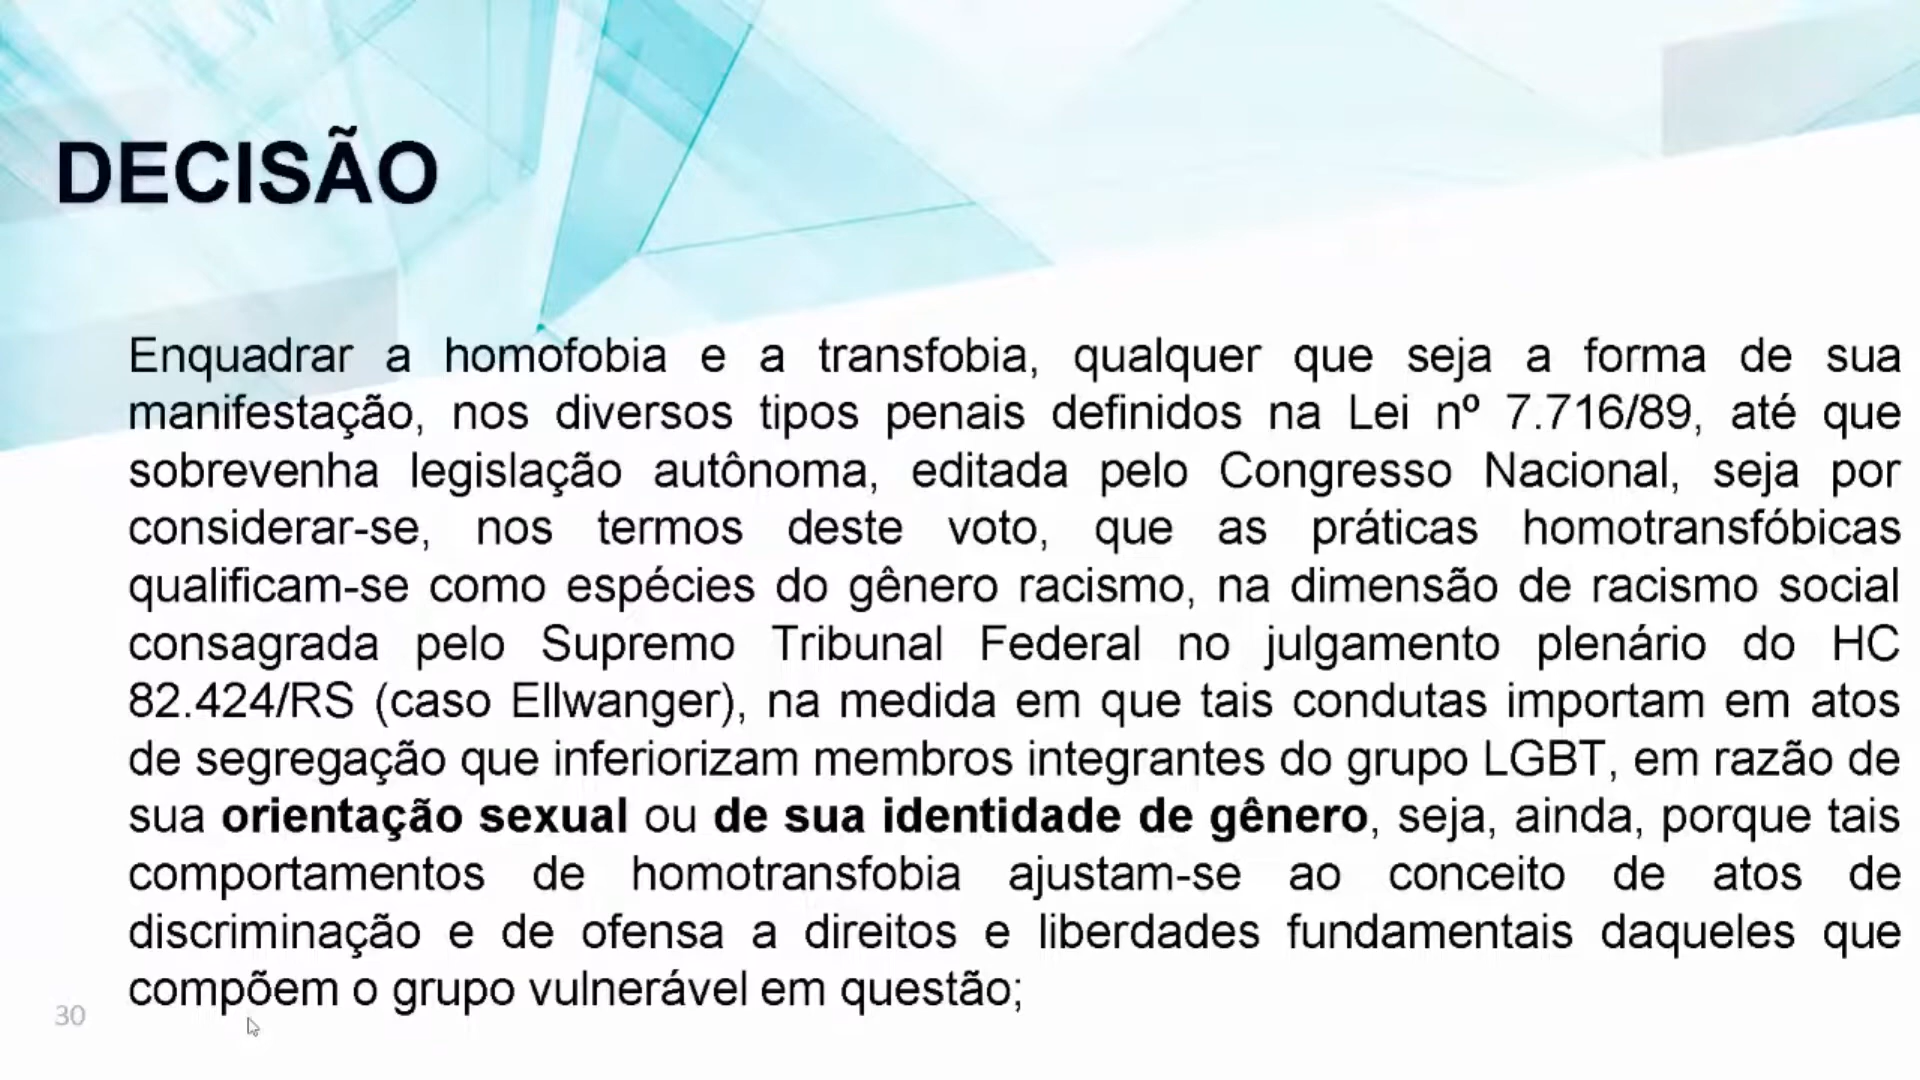 DECISÃO
Enquadrar a homofobia e a transfobia, qualquer que seja a forma de sua
manifestação, nos diversos tipos penais definidos na Lei nº 7.716/89, até que
sobrevenha legislação autônoma, editada pelo Congresso Nacional, seja por
considerar-se, nos termos deste voto, que as práticas homotransfóbicas
qualificam-se como espécies do gênero racismo, na dimensão de racismo social
consagrada pelo Supremo Tribunal Federal no julgamento plenário do HC
82.424/RS (caso Ellwanger), na medida em que tais condutas importam em atos
de segregação que inferiorizam membros integrantes do grupo LGBT, em razão de
sua orientação sexual ou de sua identidade de gênero, seja, ainda, porque tais
comportamentos de homotransfobia ajustam-se ao conceito de atos de
discriminação e de ofensa a direitos e liberdades fundamentais daqueles que
compõem o grupo vulnerável em questão;
30